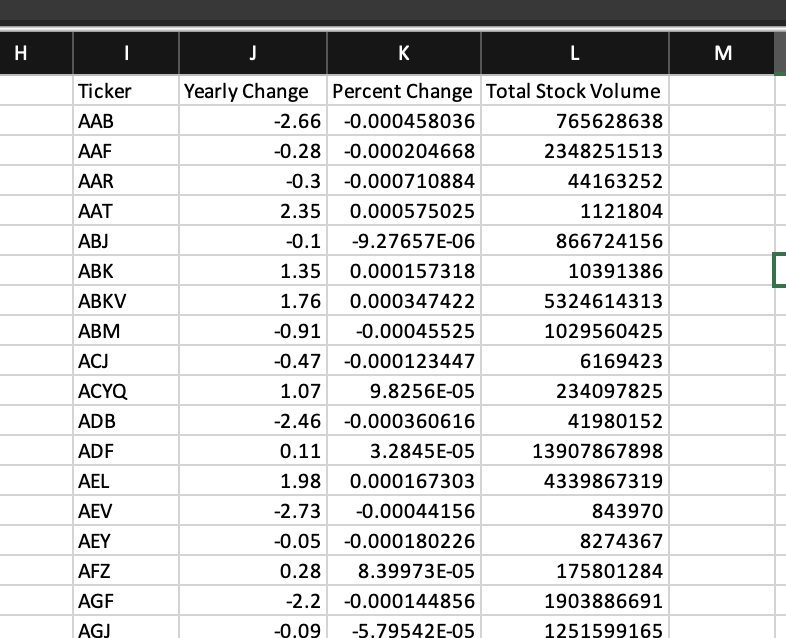 H I J K L M
Ticker Yearly Change Percent Change Total Stock Volume
AAB -2.66 -0.000458036 765628638
AAF -0.28 -0.000204668 2348251513
AAR -0.3 -0.000710884 44163252
AAT 2.35 0.000575025 1121804
ABJ -0.1 -9.27657E-06 866724156
ABK 1.35 0.000157318 10391386
ABKV 1.76 0.000347422 5324614313
ABM -0.91 -0.00045525 1029560425
ACJ -0.47 -0.000123447 6169423
ACYQ 1.07 9.8256E-05 234097825
ADB -2.46 -0.000360616 41980152
ADF 0.11 3.2845E-05 13907867898
AEL 1.98 0.000167303 4339867319
AEV -2.73 -0.00044156 843970
AEY -0.05 -0.000180226 8274367
AFZ 0.28 8.39973E-05 175801284
AGF -2.2 -0.000144856 1903886691
AGJ -0.09 -5.79542E-05 1251599165